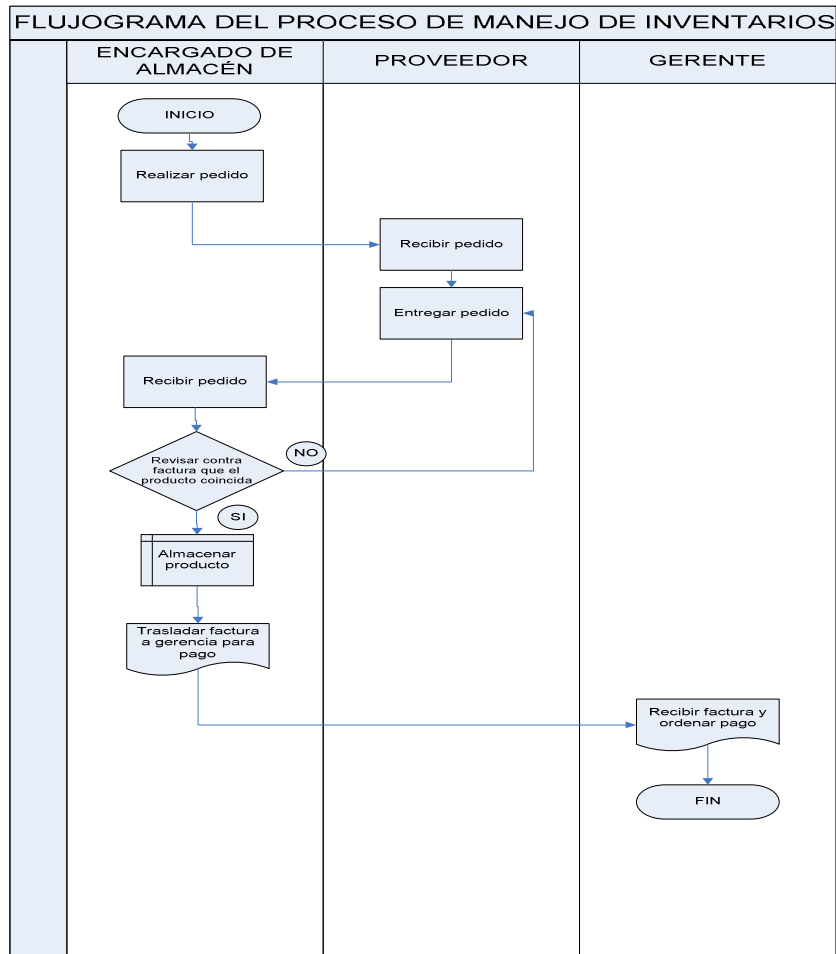 FLUJOGRAMA DEL PROCESO DE MANEJO DE INVENTARIOS
ENCARGADO DE
ALMACÉN
PROVEEDOR
GERENTE
INICIO
Realizar pedido
Recibir pedido
Entregar pedido
Recibir pedido
Revisar contra
factura que el
producto coincida
NO
SI
Almacenar
producto
Trasladar factura
a gerencia para
pago
Recibir factura y
ordenar pago
FIN